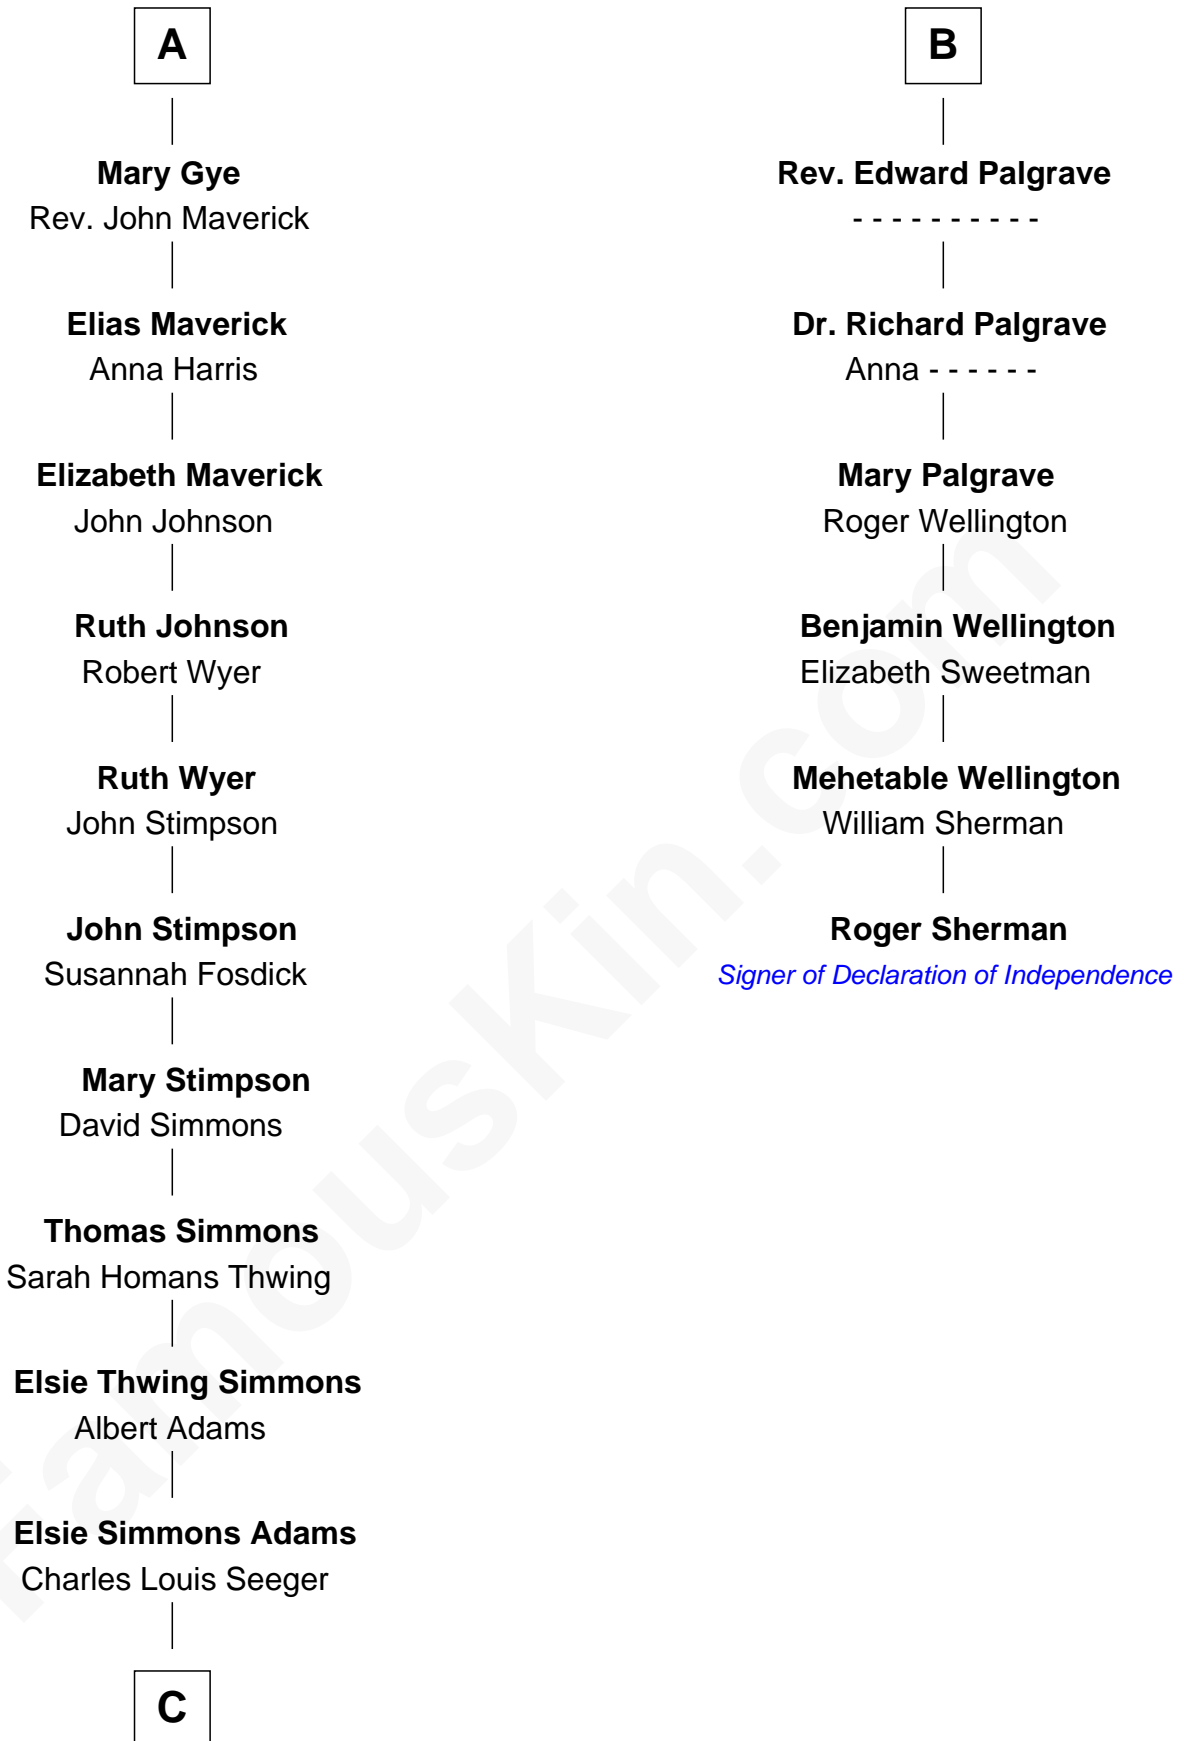 A
Mary Gye
Rev. John Maverick
Elias Maverick
Anna Harris
Elizabeth Maverick
John Johnson
Ruth Johnson
Robert Wyer
Ruth Wyer
John Stimpson
John Stimpson
Susannah Fosdick
Mary Stimpson
David Simmons
Thomas Simmons
Sarah Homans Thwing
Elsie Thwing Simmons
Albert Adams
Elsie Simmons Adams
Charles Louis Seeger
C
B
Rev. Edward Palgrave
- - - - - - - - - -
Dr. Richard Palgrave
Anna - - - - - -
Mary Palgrave
Roger Wellington
Benjamin Wellington
Elizabeth Sweetman
Mehetable Wellington
William Sherman
Roger Sherman
Signer of Declaration of Independence
FamousKin.com